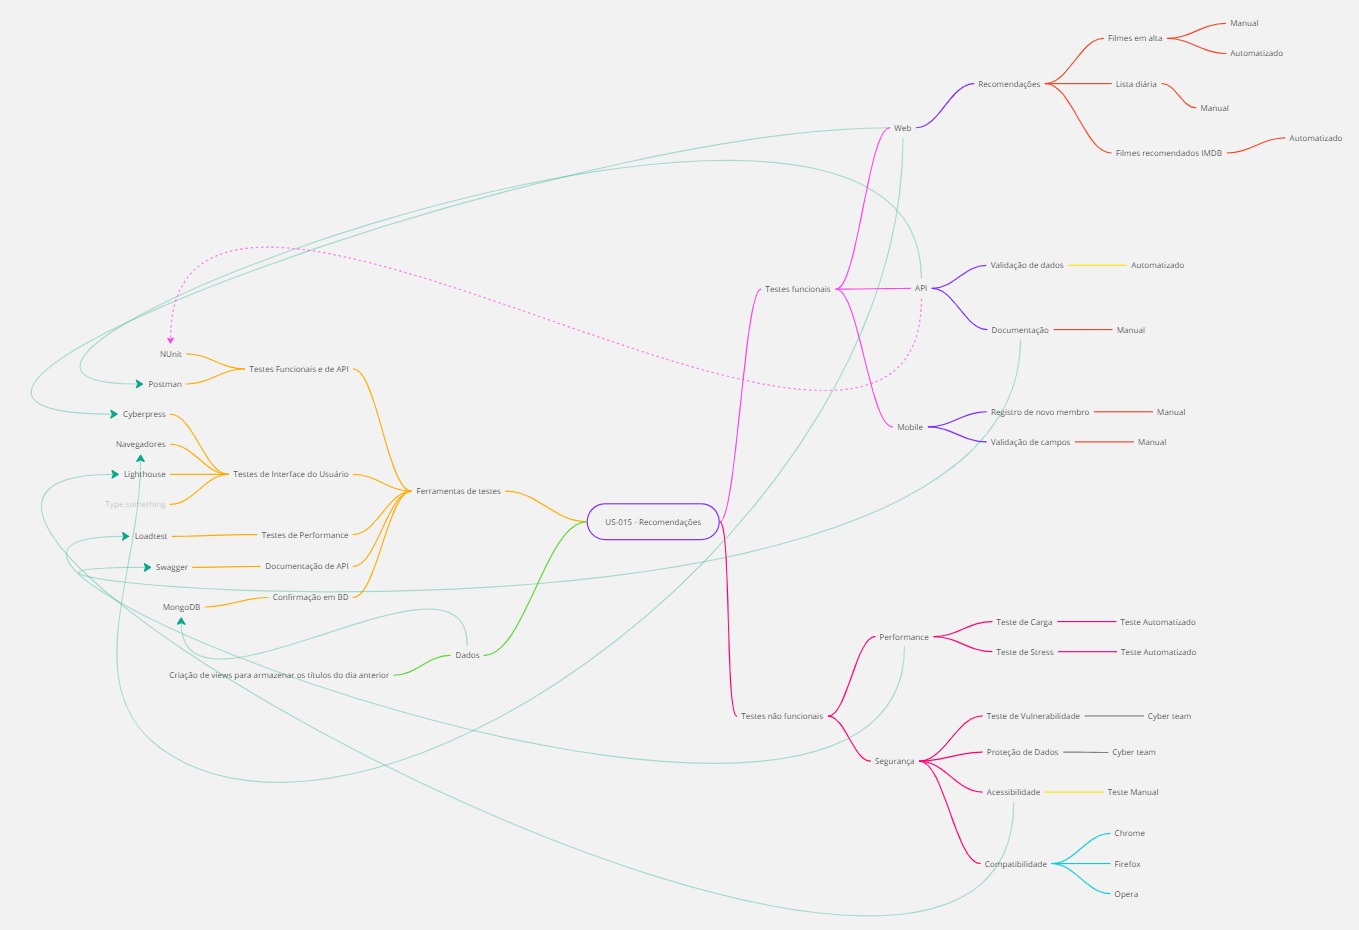 US-015 - Recomendações
Testes funcionais
Web
Recomendações
Filmes em alta
Manual
Automatizado
Lista diária
Manual
Filmes recomendados IMDB
Automatizado
API
Validação de dados
Automatizado
Documentação
Manual
Mobile
Registro de novo membro
Manual
Validação de campos
Manual
Testes não funcionais
Performance
Teste de Carga
Teste Automatizado
Teste de Stress
Teste Automatizado
Segurança
Teste de Vulnerabilidade
Cyber team
Proteção de Dados
Cyber team
Acessibilidade
Teste Manual
Compatibilidade
Chrome
Firefox
Opera
Ferramentas de testes
Testes Funcionais e de API
NUnit
Postman
Testes de Interface do Usuário
Cyberpress
Navegadores
Lighthouse
Type something
Testes de Performance
Loadtest
Documentação de API
Swagger
Confirmação em BD
MongoDB
Dados
Criação de views para armazenar os títulos do dia anterior